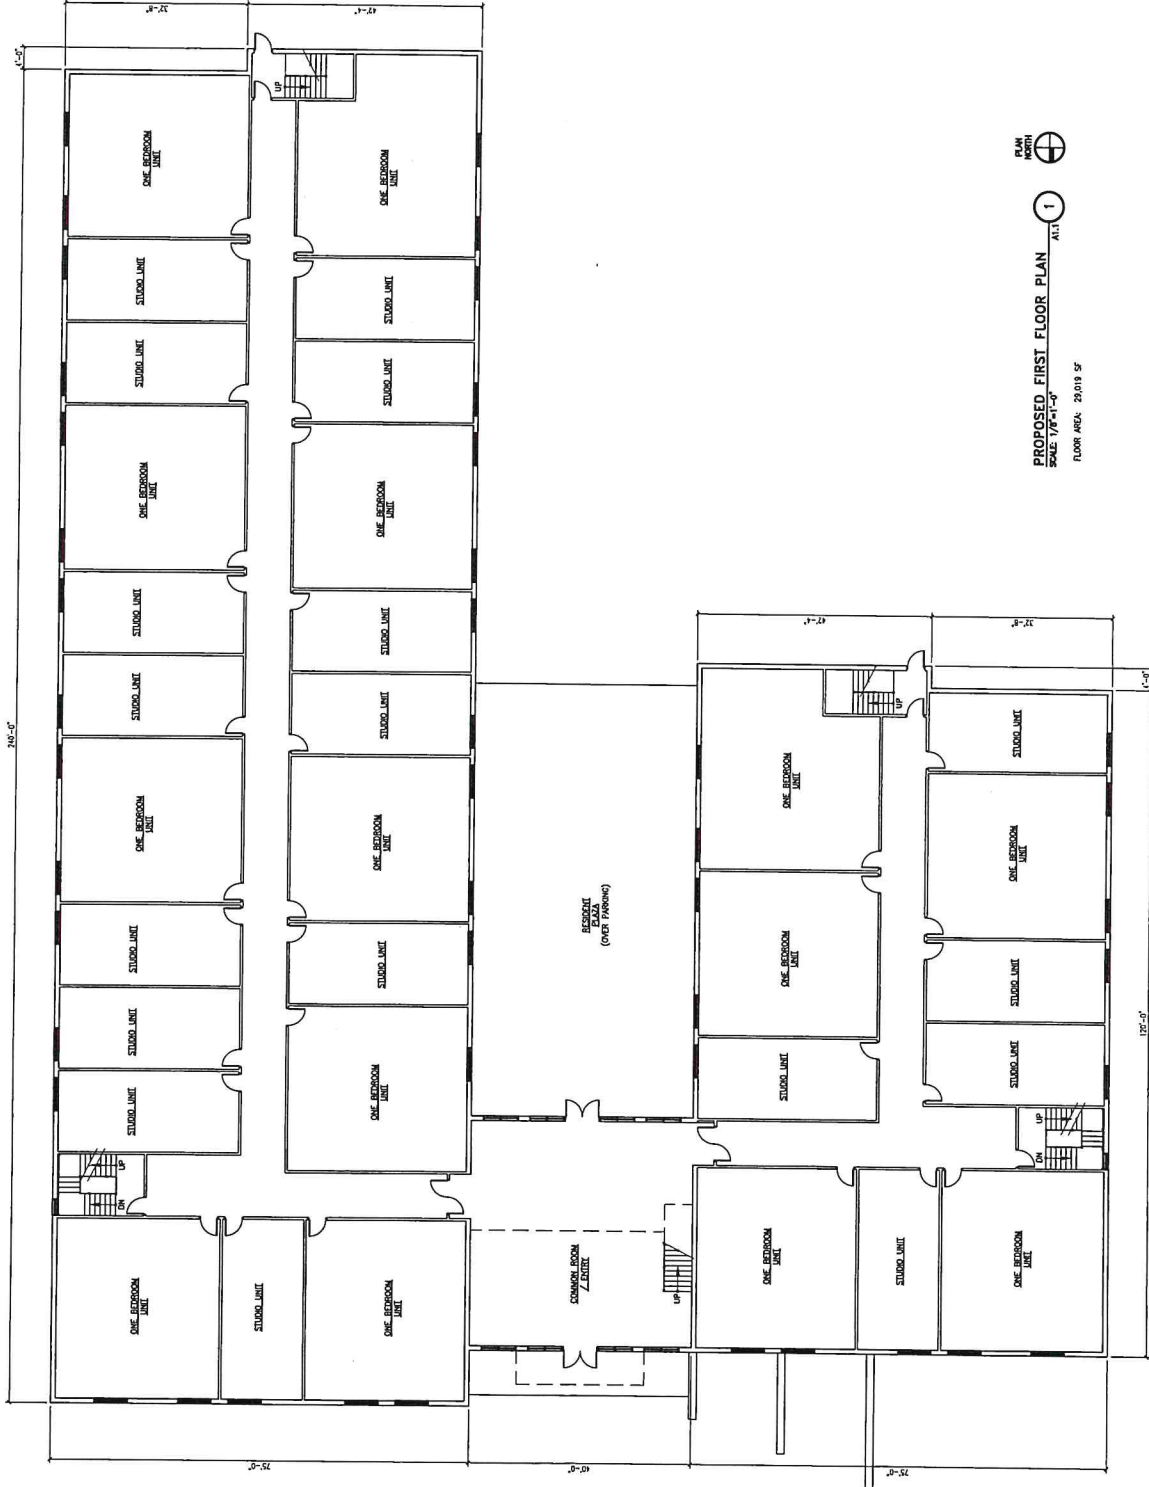 32'-8"
42'-4"
4'-0"
240'-0"
ONE BEDROOM
UNIT
STUDIO UNIT
STUDIO UNIT
ONE BEDROOM
UNIT
STUDIO UNIT
STUDIO UNIT
ONE BEDROOM
UNIT
STUDIO UNIT
STUDIO UNIT
STUDIO UNIT
UP
DN
ONE BEDROOM
UNIT
STUDIO UNIT
ONE BEDROOM
UNIT
UP
ONE BEDROOM
UNIT
STUDIO UNIT
STUDIO UNIT
ONE BEDROOM
UNIT
STUDIO UNIT
STUDIO UNIT
ONE BEDROOM
UNIT
STUDIO UNIT
ONE BEDROOM
UNIT
RESIDENT
PLAZA
(OVER PARKING)
COMMON ROOM
/ ENTRY
UP
42'-4"
32'-8"
4'-0"
120'-0"
UP
ONE BEDROOM
UNIT
ONE BEDROOM
UNIT
STUDIO UNIT
STUDIO UNIT
ONE BEDROOM
UNIT
STUDIO UNIT
STUDIO UNIT
UP
DN
ONE BEDROOM
UNIT
STUDIO UNIT
ONE BEDROOM
UNIT
75'-0"
40'-0"
75'-0"
PLAN
NORTH
PROPOSED FIRST FLOOR PLAN
1
SCALE: 1/8"=1'-0"
A1.1
FLOOR AREA: 29,019 SF